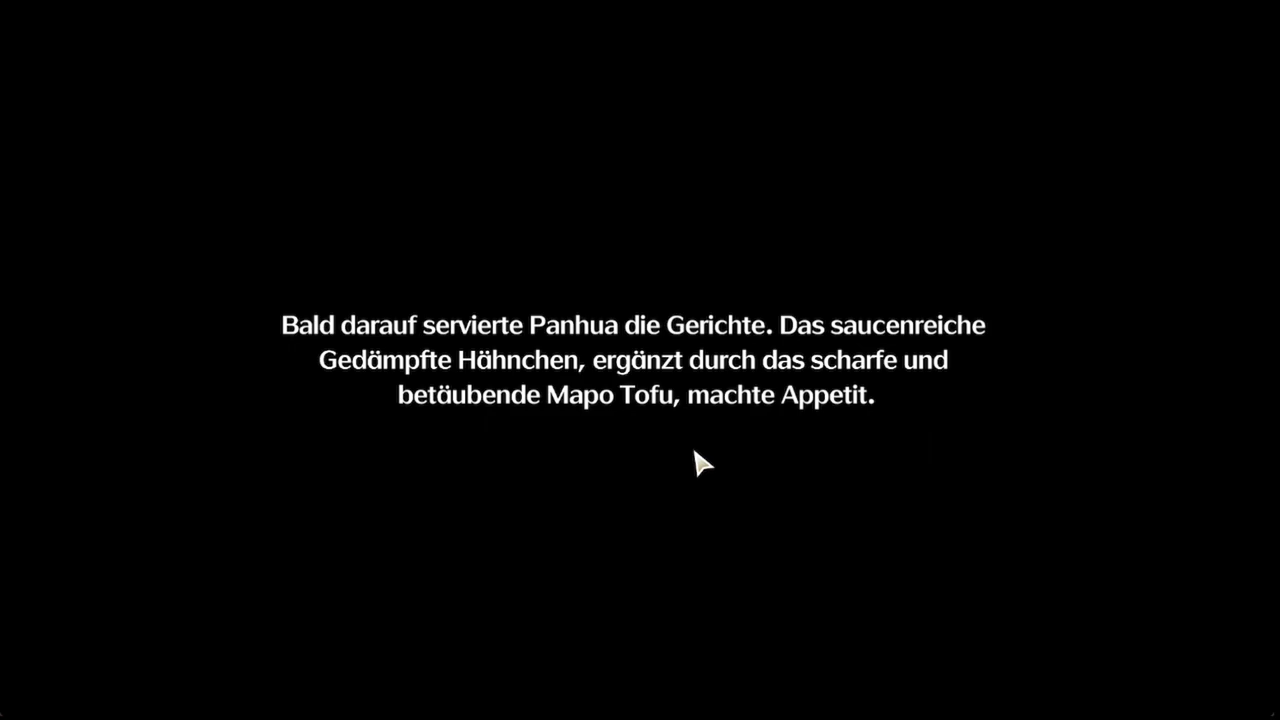 Bald darauf servierte Panhua die Gerichte. Das saucenreiche
Gedämpfte Hähnchen, ergänzt durch das scharfe und
betäubende Mapo Tofu, machte Appetit.